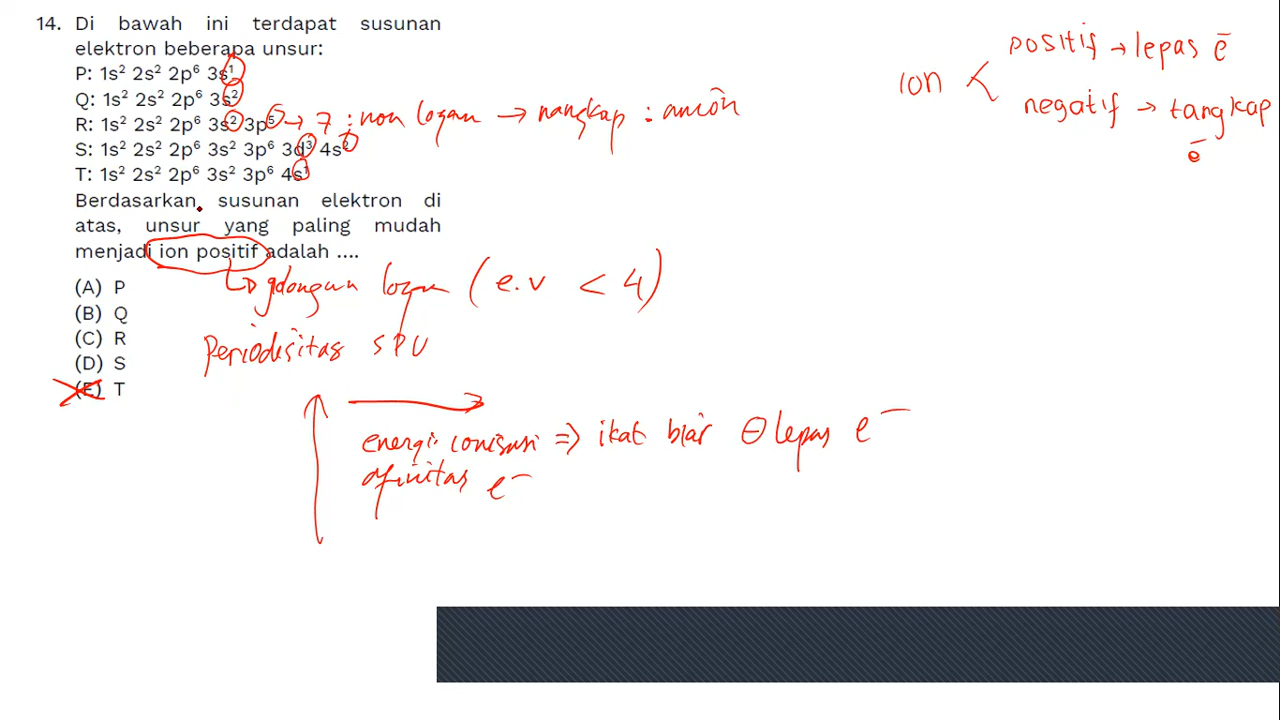 14. Di bawah ini terdapat susunan
elektron beberapa unsur:
P: 1s² 2s² 2p⁶ 3s¹
Q: 1s² 2s² 2p⁶ 3s²
R: 1s² 2s² 2p⁶ 3s² 3p⁵ → 7 : non logam → nangkap : anion
S: 1s² 2s² 2p⁶ 3s² 3p⁶ 3d³ 4s²
T: 1s² 2s² 2p⁶ 3s² 3p⁶ 4s¹
Berdasarkan susunan elektron di
atas, unsur yang paling mudah
menjadi ion positif adalah ....
(A) P
(B) Q
(C) R
(D) S
(E) T
ion < positif → lepas e⁻
negatif → tangkap
e⁻
↳ golongan logam (e.v < 4)
Periodisitas SPU
energi ionisasi ⇒ ikat biar ⊖ lepas e⁻
afinitas e⁻